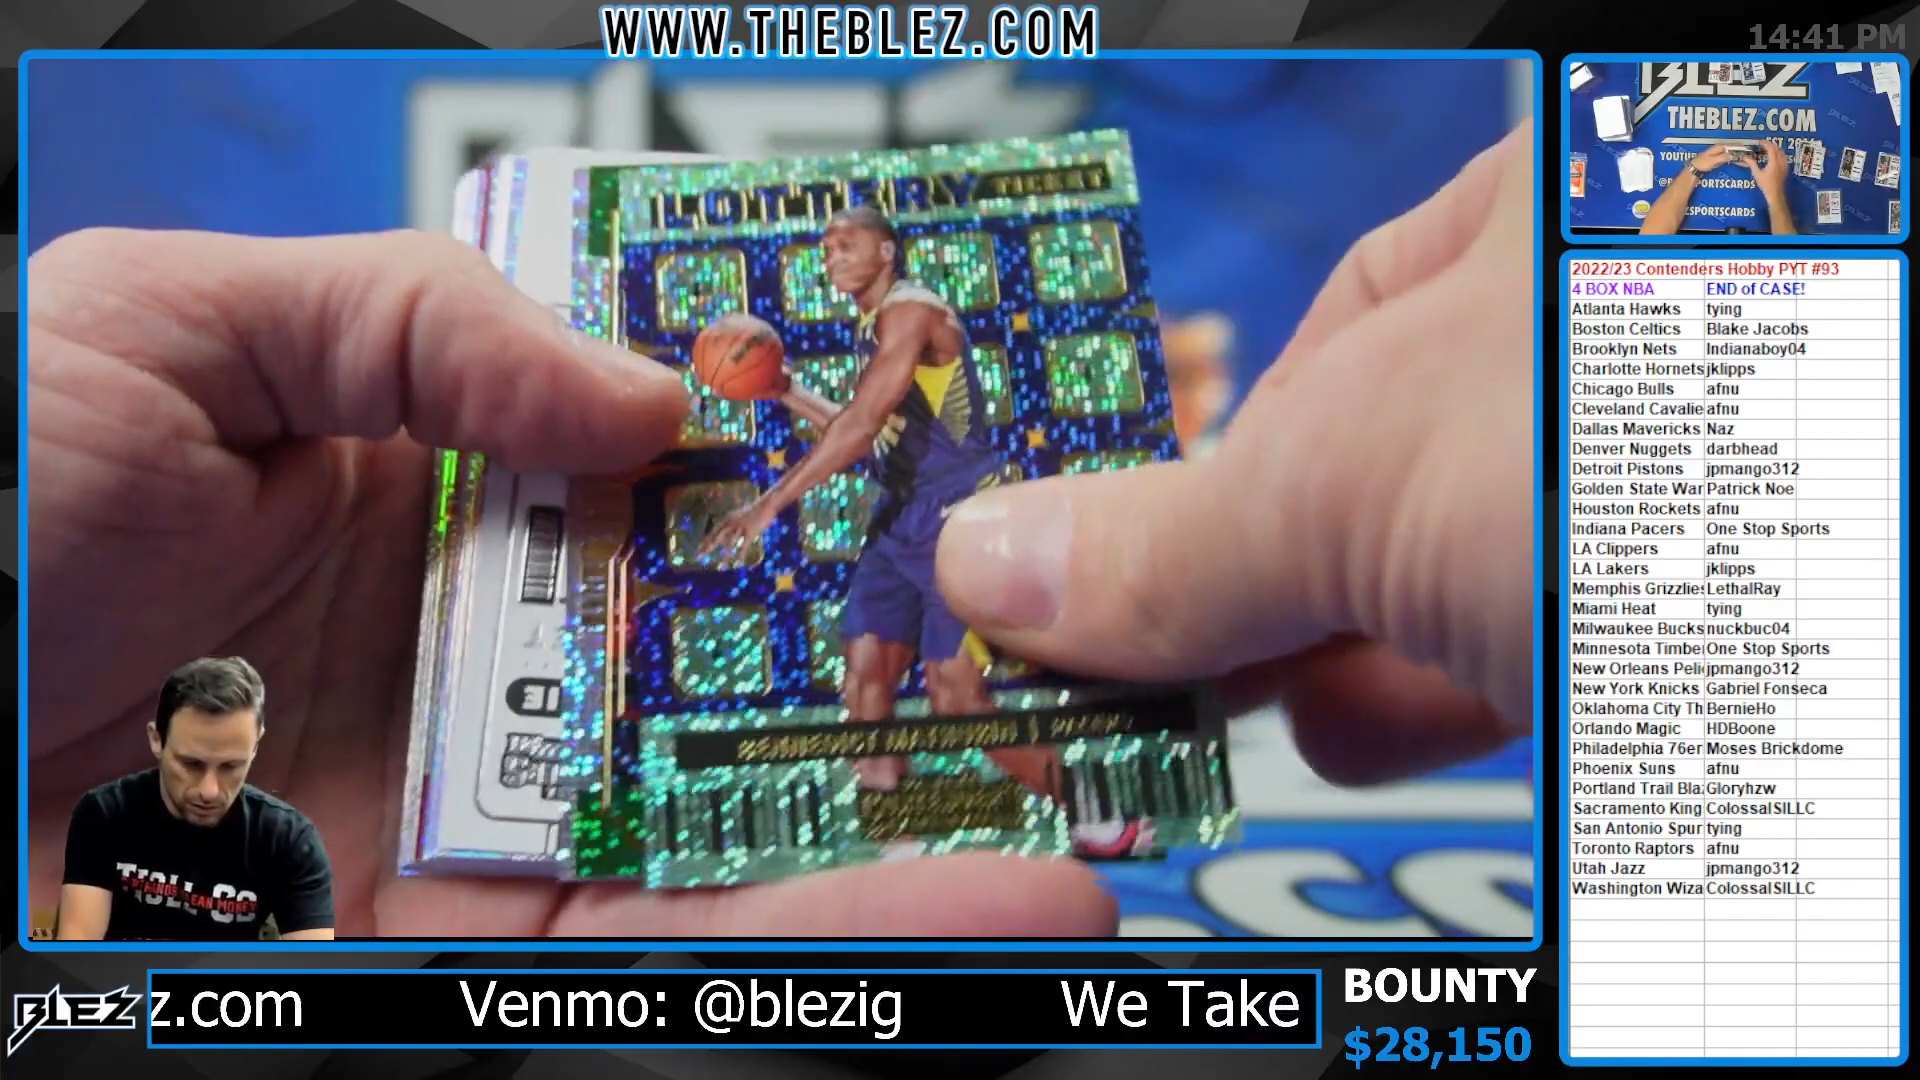 WWW.THEBLEZ.COM
14:41 PM
LOTTERY TICKET
BENNEDICT MATHURIN
BLEZ
THEBLEZ.COM
2022/23 Contenders Hobby PYT #93
4 BOX NBA END of CASE!
Atlanta Hawks tying
Boston Celtics Blake Jacobs
Brooklyn Nets Indianaboy04
Charlotte Hornets jklipps
Chicago Bulls afnu
Cleveland Cavalie afnu
Dallas Mavericks Naz
Denver Nuggets darbhead
Detroit Pistons jpmango312
Golden State War Patrick Noe
Houston Rockets afnu
Indiana Pacers One Stop Sports
LA Clippers afnu
LA Lakers jklipps
Memphis Grizzlies LethalRay
Miami Heat tying
Milwaukee Bucks nuckbuc04
Minnesota Timbe One Stop Sports
New Orleans Peli jpmango312
New York Knicks Gabriel Fonseca
Oklahoma City Th BernieHo
Orlando Magic HDBoone
Philadelphia 76er Moses Brickdome
Phoenix Suns afnu
Portland Trail Bla Gloryhzw
Sacramento King ColossalSILLC
San Antonio Spur tying
Toronto Raptors afnu
Utah Jazz jpmango312
Washington Wiza ColossalSILLC
BLEZ
z.com Venmo: @blezig We Take
BOUNTY
$28,150